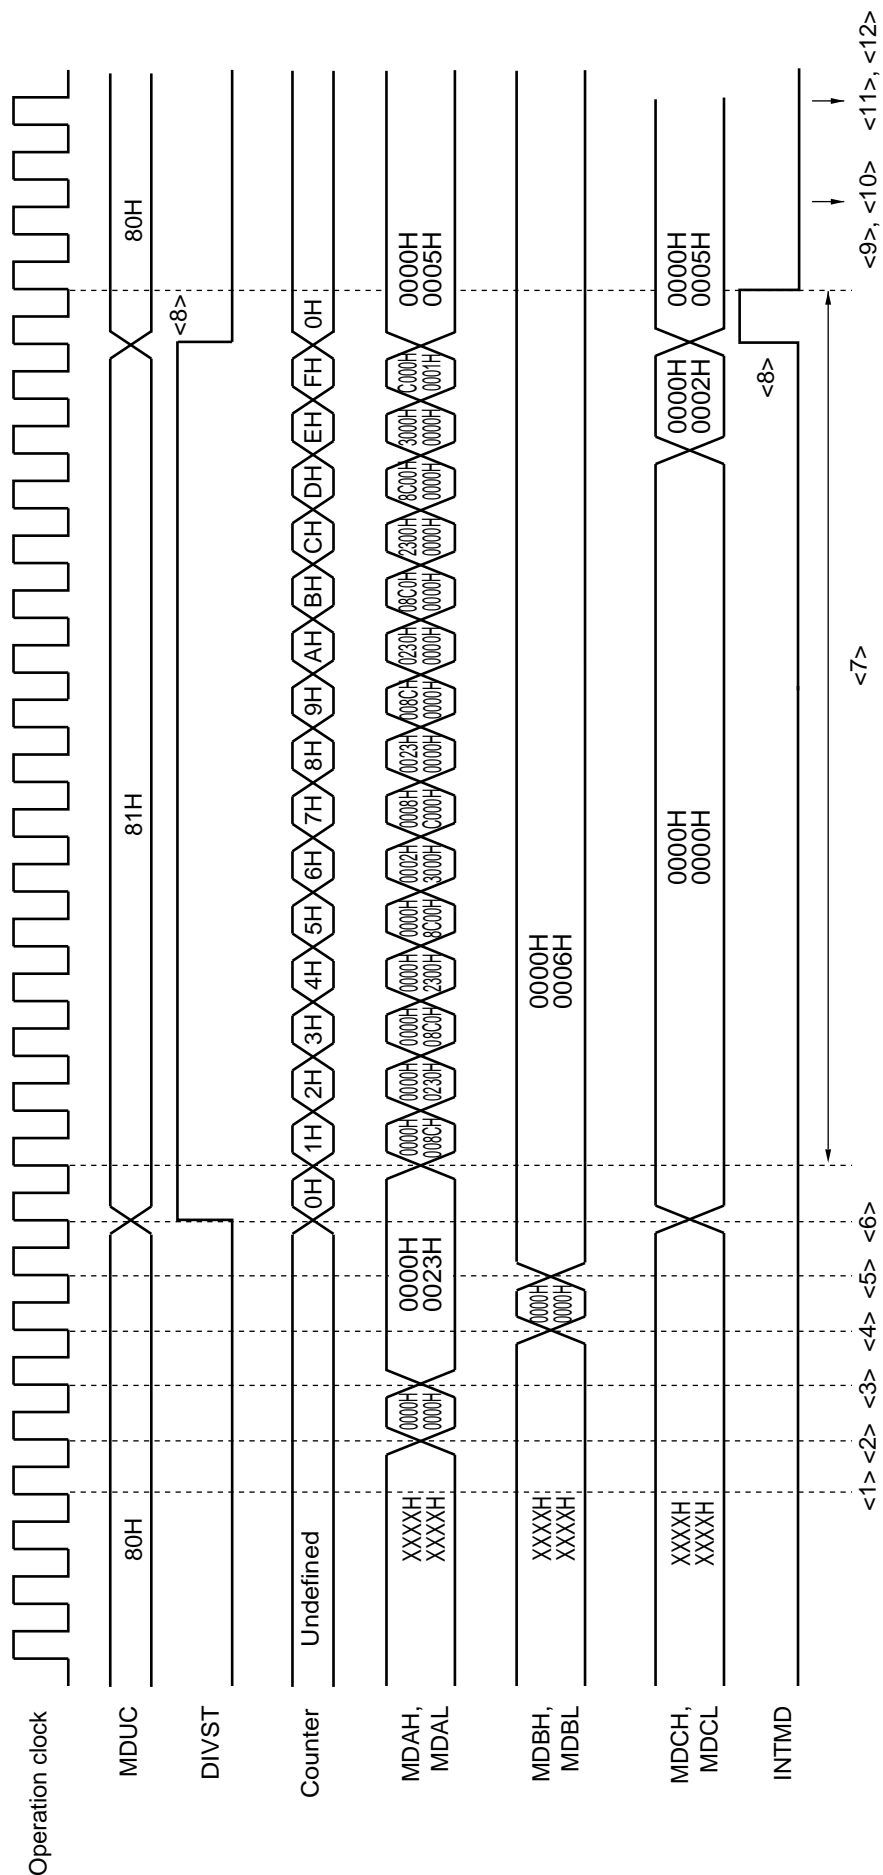 Operation clock
MDUC
80H
81H
80H
DIVST
<8>
Counter
Undefined
0H
1H
2H
3H
4H
5H
6H
7H
8H
9H
AH
BH
CH
DH
EH
FH
0H
MDAH,
MDAL
XXXXH
XXXXH
0000H
0000H
0000H
0023H
0000H
008CH
0000H
0230H
0000H
08C0H
0000H
2300H
0000H
8C00H
0002H
3000H
0008H
C000H
0023H
0000H
008CH
0000H
0230H
0000H
08C0H
0000H
2300H
0000H
8C00H
0000H
3000H
0000H
C000H
0001H
0000H
0005H
MDBH,
MDBL
XXXXH
XXXXH
0000H
0000H
0000H
0006H
MDCH,
MDCL
XXXXH
XXXXH
0000H
0000H
0000H
0002H
0000H
0005H
INTMD
<8>
<1>
<2>
<3>
<4>
<5>
<6>
<7>
<9>, <10>
<11>, <12>